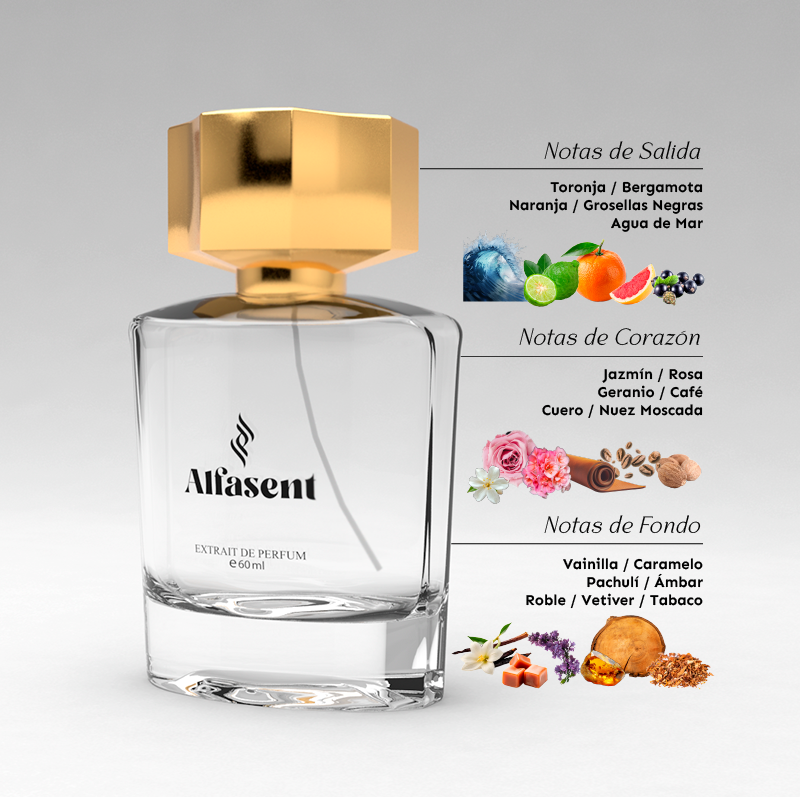 Notas de Salida
Toronja / Bergamota
Naranja / Grosellas Negras
Agua de Mar
Notas de Corazón
Jazmín / Rosa
Geranio / Café
Cuero / Nuez Moscada
Alfasent
EXTRAIT DE PERFUM
℮60ml
Notas de Fondo
Vainilla / Caramelo
Pachulí / Ámbar
Roble / Vetiver / Tabaco